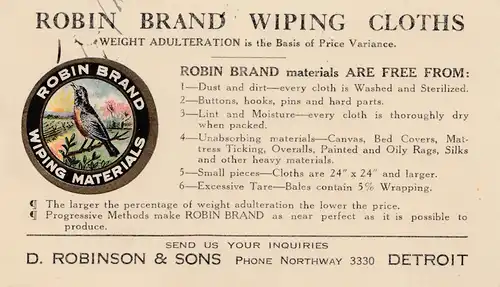 ROBIN BRAND WIPING CLOTHS
WEIGHT ADULTERATION is the Basis of Price Variance.
ROBIN BRAND
WIPING MATERIALS
ROBIN BRAND materials ARE FREE FROM:
1—Dust and dirt—every cloth is Washed and Sterilized.
2—Buttons, hooks, pins and hard parts.
3—Lint and Moisture—every cloth is thoroughly dry
when packed.
4—Unabsorbing materials—Canvas, Bed Covers, Mat-
tress Ticking, Overalls, Painted and Oily Rags, Silks
and other heavy materials.
5—Small pieces—Cloths are 24" x 24" and larger.
6—Excessive Tare—Bales contain 5% Wrapping.
¶ The larger the percentage of weight adulteration the lower the price.
¶ Progressive Methods make ROBIN BRAND as near perfect as it is possible to
produce.
SEND US YOUR INQUIRIES
D. ROBINSON & SONS PHONE NORTHWAY 3330 DETROIT